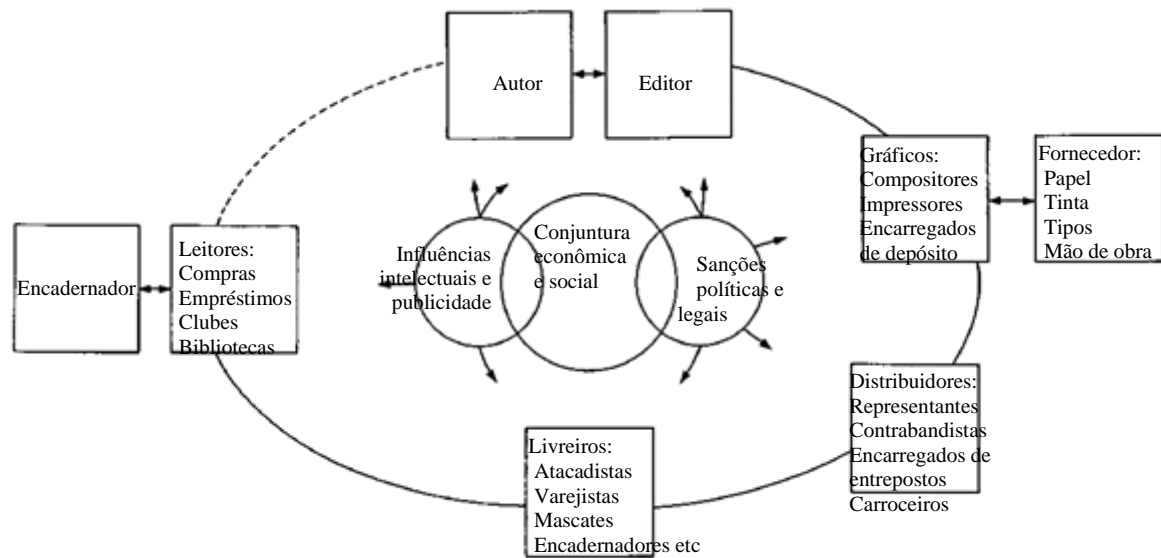 Autor
Editor
Gráficos:
Compositores
Impressores
Encarregados
de depósito
Fornecedor:
Papel
Tinta
Tipos
Mão de obra
Encadernador
Leitores:
Compras
Empréstimos
Clubes
Bibliotecas
Influências
intelectuais e
publicidade
Conjuntura
econômica
e social
Sanções
políticas e
legais
Distribuidores:
Representantes
Contrabandistas
Encarregados de
entrepostos
Carroceiros
Livreiros:
Atacadistas
Varejistas
Mascates
Encadernadores etc